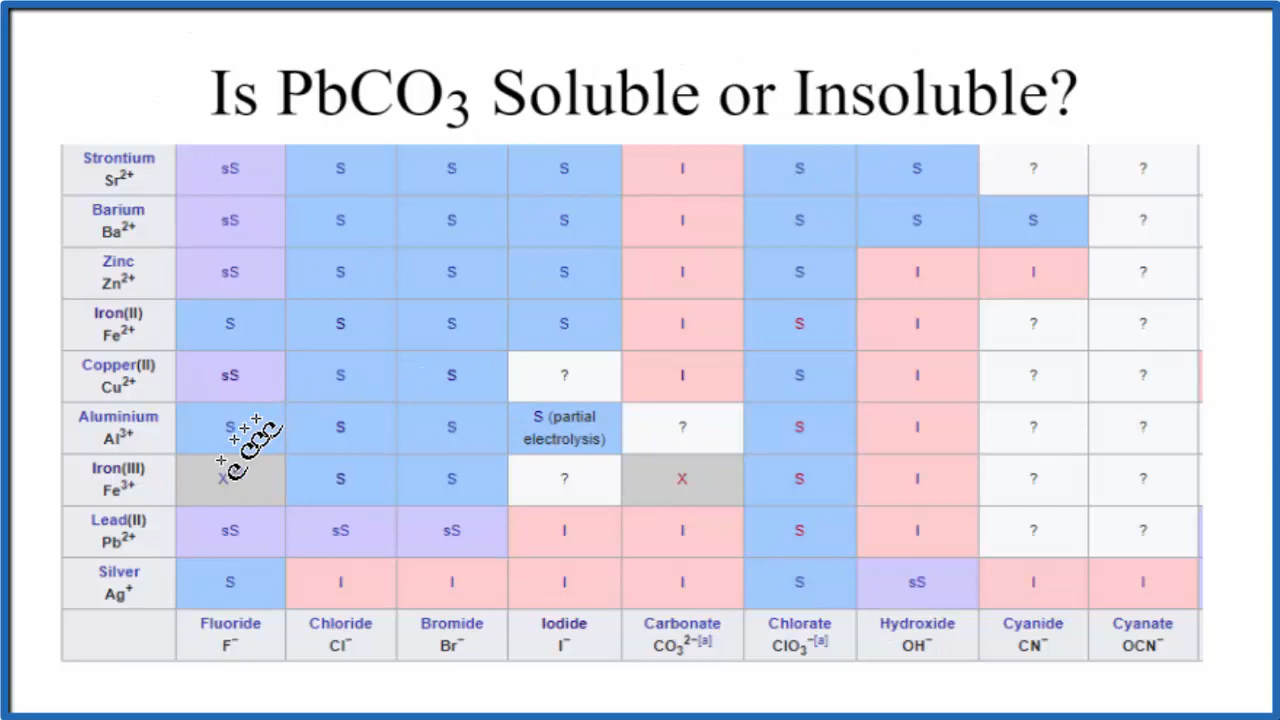 Is PbCO3 Soluble or Insoluble?
Strontium Sr2+ sS S S S I S S ? ?
Barium Ba2+ sS S S S I S S S ?
Zinc Zn2+ sS S S S I S I I ?
Iron(II) Fe2+ S S S S I S I ? ?
Copper(II) Cu2+ sS S S ? I S I ? ?
Aluminium Al3+ S S S S (partial electrolysis) ? S I ? ?
Iron(III) Fe3+ X S S ? X S I ? ?
Lead(II) Pb2+ sS sS sS I I S I ? ?
Silver Ag+ S I I I I S sS I I
Fluoride F− Chloride Cl− Bromide Br− Iodide I− Carbonate CO32−[a] Chlorate ClO3−[a] Hydroxide OH− Cyanide CN− Cyanate OCN−